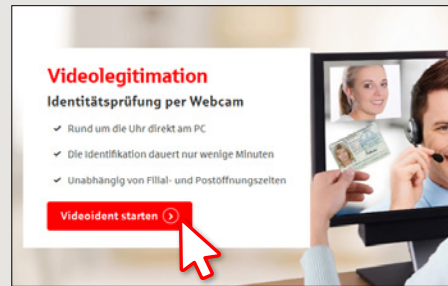 Videolegitimation
Identitätsprüfung per Webcam
✔ Rund um die Uhr direkt am PC
✔ Die Identifikation dauert nur wenige Minuten
✔ Unabhängig von Filial- und Postöffnungszeiten
Videoident starten